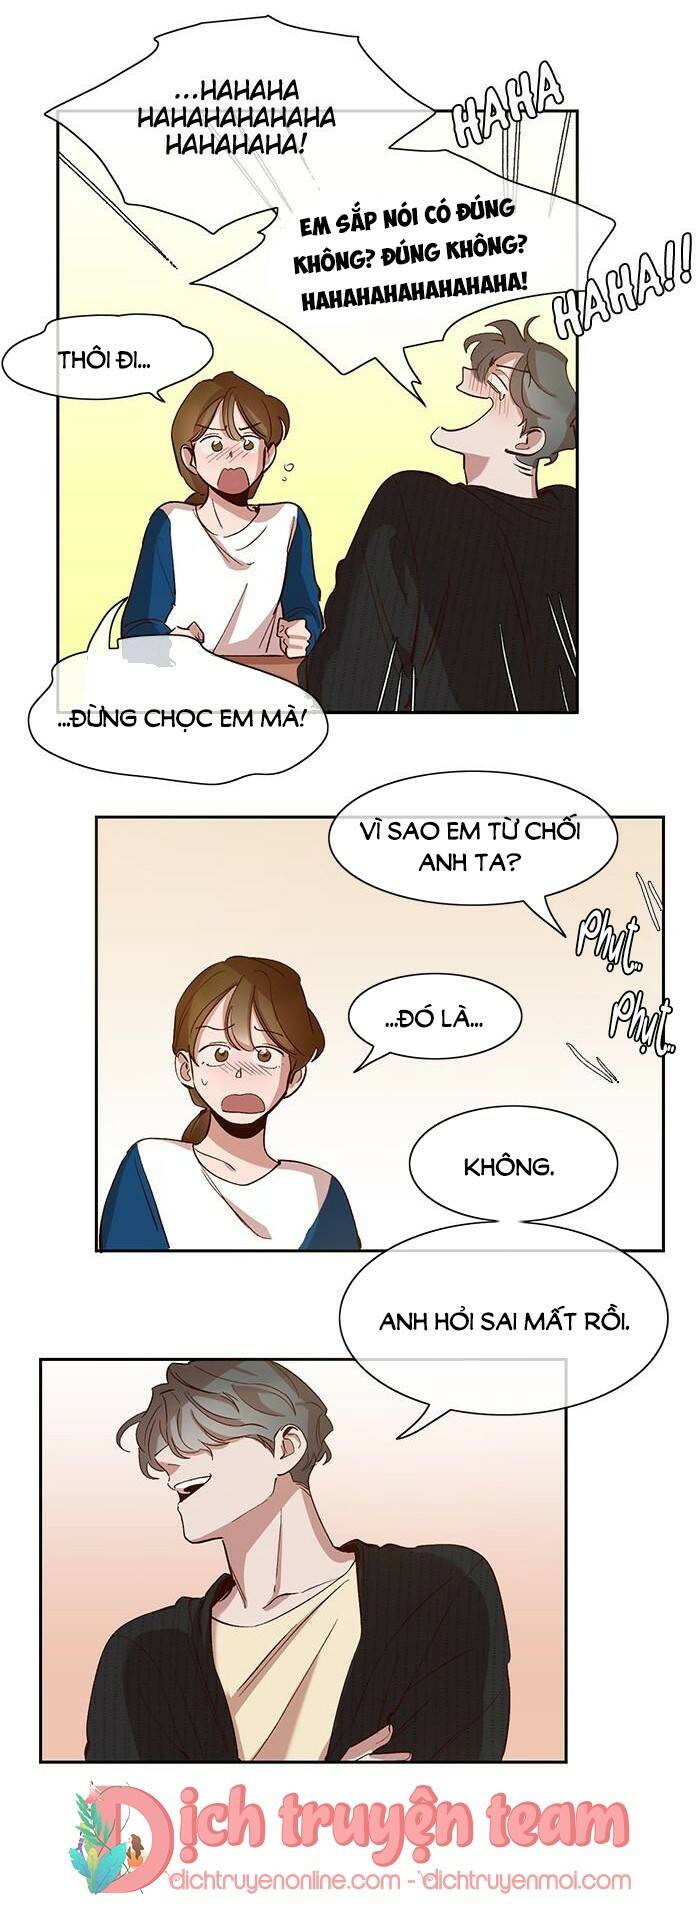 ...HAHAHA
HAHAHAHAHAHA
HAHAHAHA!
HAHA
EM SẮP NÓI CÓ ĐÚNG
KHÔNG? ĐÚNG KHÔNG?
HAHAHAHAHAHAHAHA!
HAHA!!
THÔI ĐI...
...ĐỪNG CHỌC EM MÀ!
VÌ SAO EM TỪ CHỐI
ANH TA?
PHỤT...
PHỤT...
...ĐÓ LÀ...
KHÔNG.
ANH HỎI SAI MẤT RỒI.
Dịch truyện team
dichtruyenonline.com - dichtruyenmoi.com